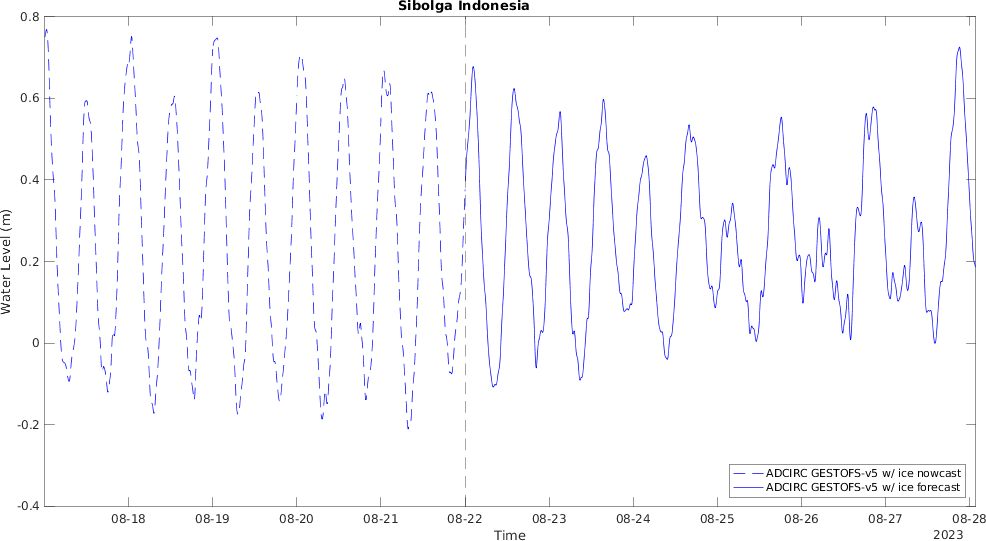 Sibolga Indonesia
0.8
0.6
0.4
0.2
0
-0.2
-0.4
Water Level (m)
ADCIRC GESTOFS-v5 w/ ice nowcast
ADCIRC GESTOFS-v5 w/ ice forecast
08-18 08-19 08-20 08-21 08-22 08-23 08-24 08-25 08-26 08-27 08-28
Time
2023